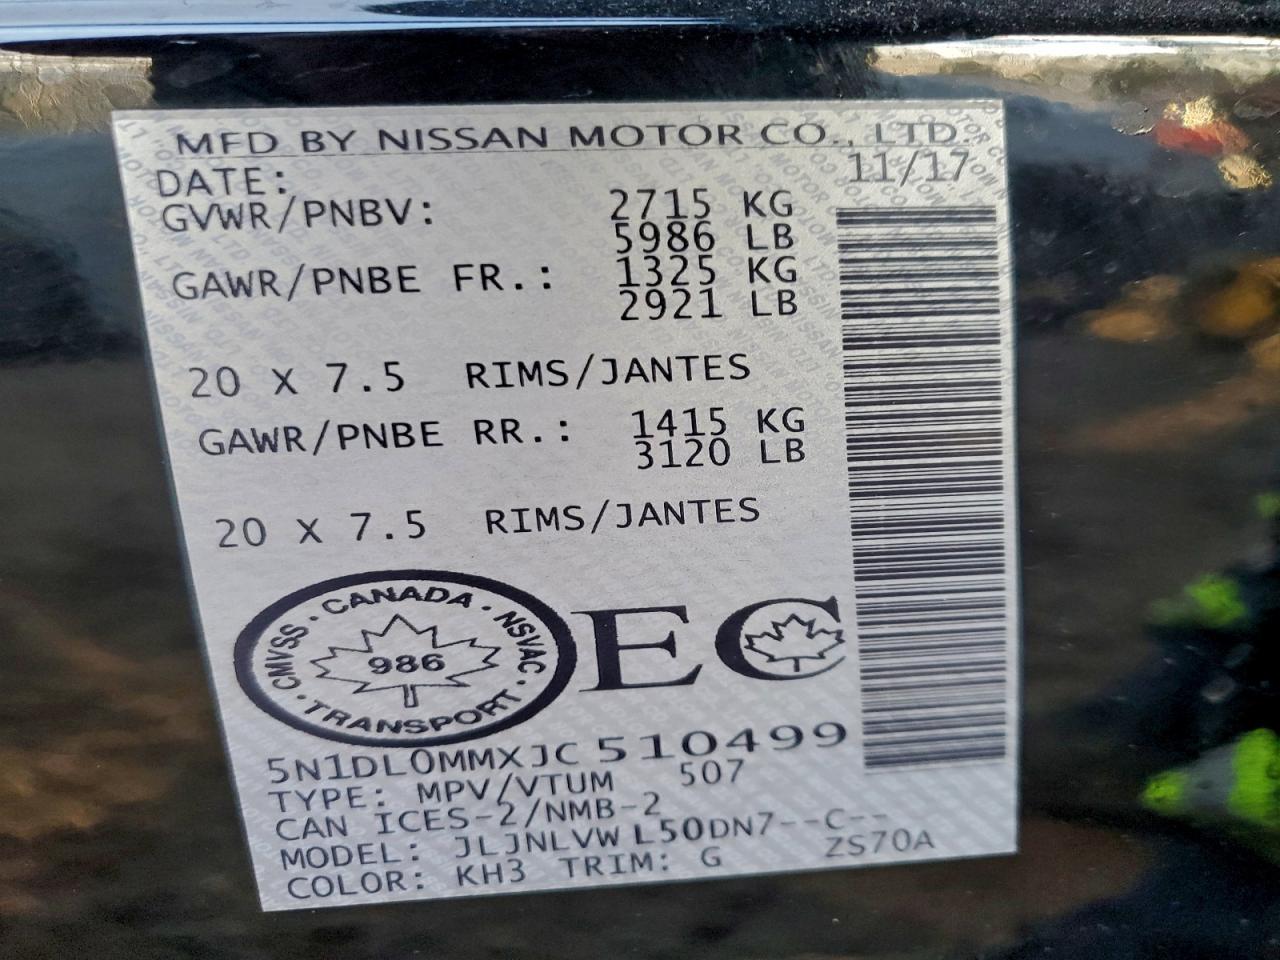 MFD BY NISSAN MOTOR CO., LTD.
DATE: 11/17
GVWR/PNBV: 2715 KG
5986 LB
GAWR/PNBE FR.: 1325 KG
2921 LB
20 X 7.5 RIMS/JANTES
GAWR/PNBE RR.: 1415 KG
3120 LB
20 X 7.5 RIMS/JANTES
CANADA · NSVAC · TRANSPORT · CMVSS ·
986
EC
5N1DL0MMXJC510499
TYPE: MPV/VTUM 507
CAN ICES-2/NMB-2
MODEL: JLJNLVWL50DN7--C--
COLOR: KH3 TRIM: G ZS70A